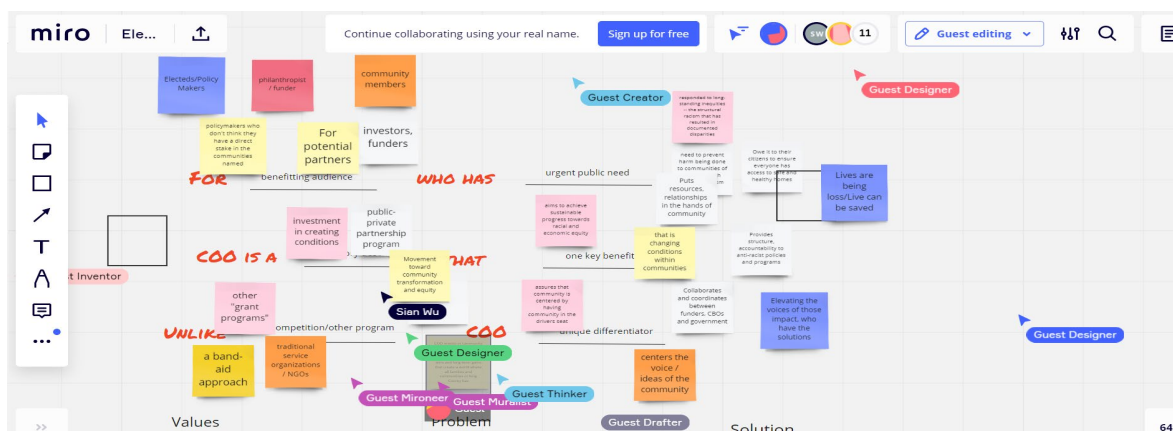 miro
Ele...
Continue collaborating using your real name.
Sign up for free
SW
11
Guest editing
Electeds/Policy
Makers
philanthropist
/ funder
community
members
Guest Creator
Guest Designer
policymakers who
don't think they
have a direct
stake in the
communities
named
For
potential
partners
investors,
funders
responded to long-
standing inequities
– the structural
racism that has
resulted in
documented
disparities
need to prevent
harm being done
to communities of
Owe it to their
citizens to ensure
everyone has
access to safe and
healthy homes
FOR
benefitting audience
WHO HAS
urgent public need
Puts
resources,
relationships
in the hands of
community
Lives are
being
loss/Live can
be saved
investment
in creating
conditions
public-
private
partnership
program
aims to achieve
sustainable
progress towards
racial and
economic equity
that is
changing
conditions
within
communities
Provides
structure,
accountability to
anti-racist policies
and programs
COO IS A
Movement
toward
community
transformation
and equity
HAT
one key benefit
st Inventor
Sian Wu
other
"grant
programs"
assures that
community is
centered by
having
community in the
drivers seat
Collaborates
and coordinates
between
funders, CBOs
and government
Elevating the
voices of those
impact, who
have the
solutions
UNLIKE
ompetition/other program
COO
unique differentiator
Guest Designer
Guest Designer
a band-
aid
approach
traditional
service
organizations
/ NGOs
centers the
voice /
ideas of the
community
Guest Mironeer
Guest Muralist
Guest Thinker
Guest
Guest Drafter
Values
Problem
Solution
64